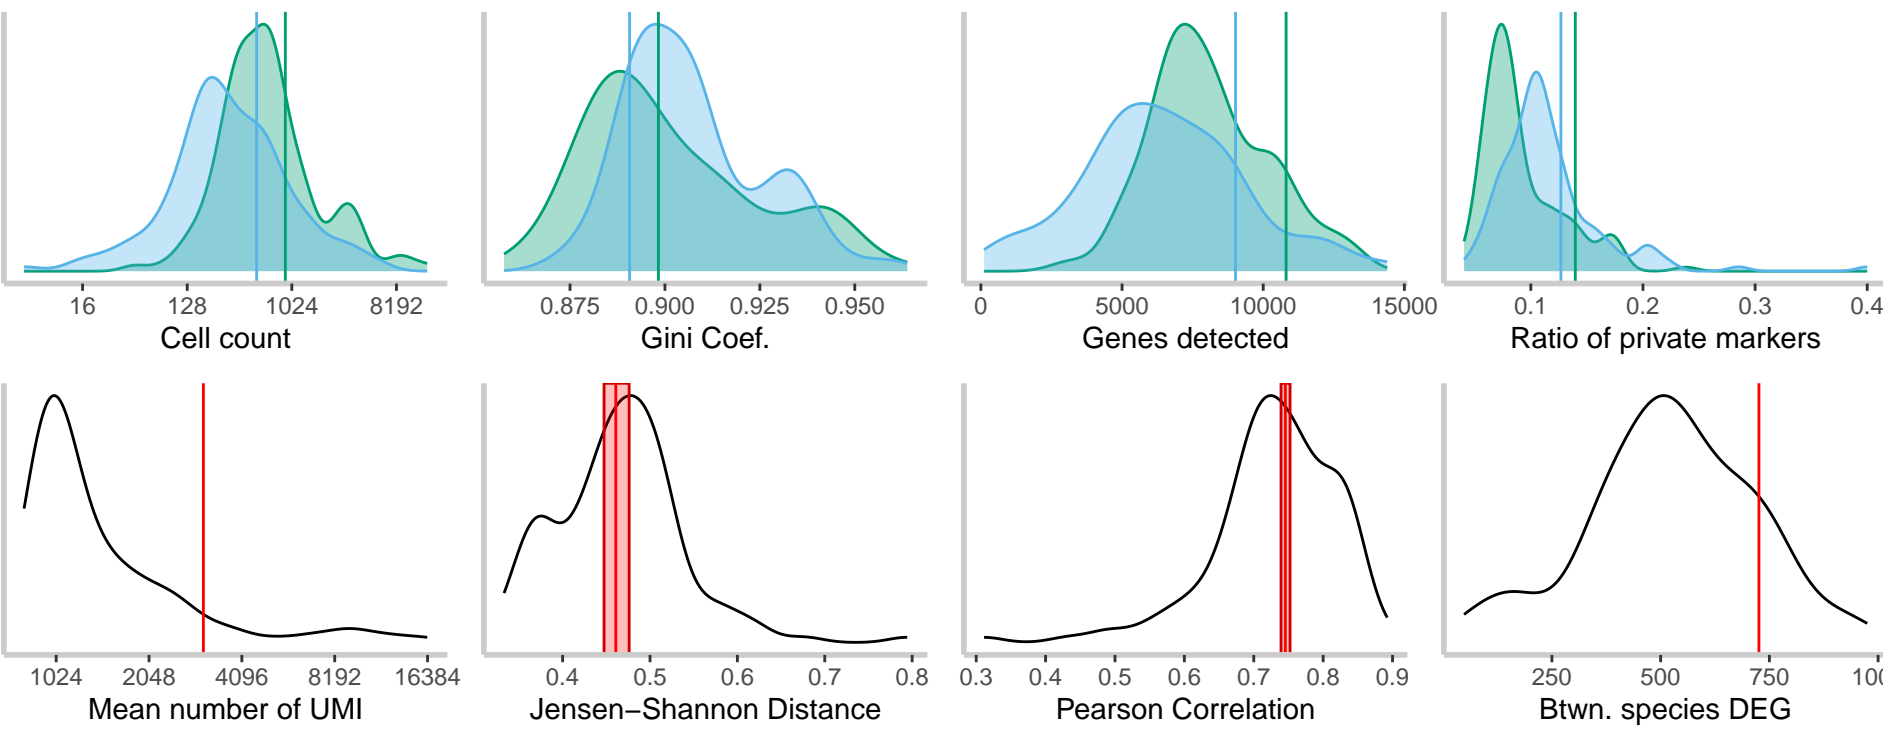 16 128 1024 8192
Cell count
0.875 0.900 0.925 0.950
Gini Coef.
0 5000 10000 15000
Genes detected
0.1 0.2 0.3 0.4
Ratio of private markers
1024 2048 4096 8192 16384
Mean number of UMI
0.4 0.5 0.6 0.7 0.8
Jensen−Shannon Distance
0.3 0.4 0.5 0.6 0.7 0.8 0.9
Pearson Correlation
250 500 750 100
Btwn. species DEG